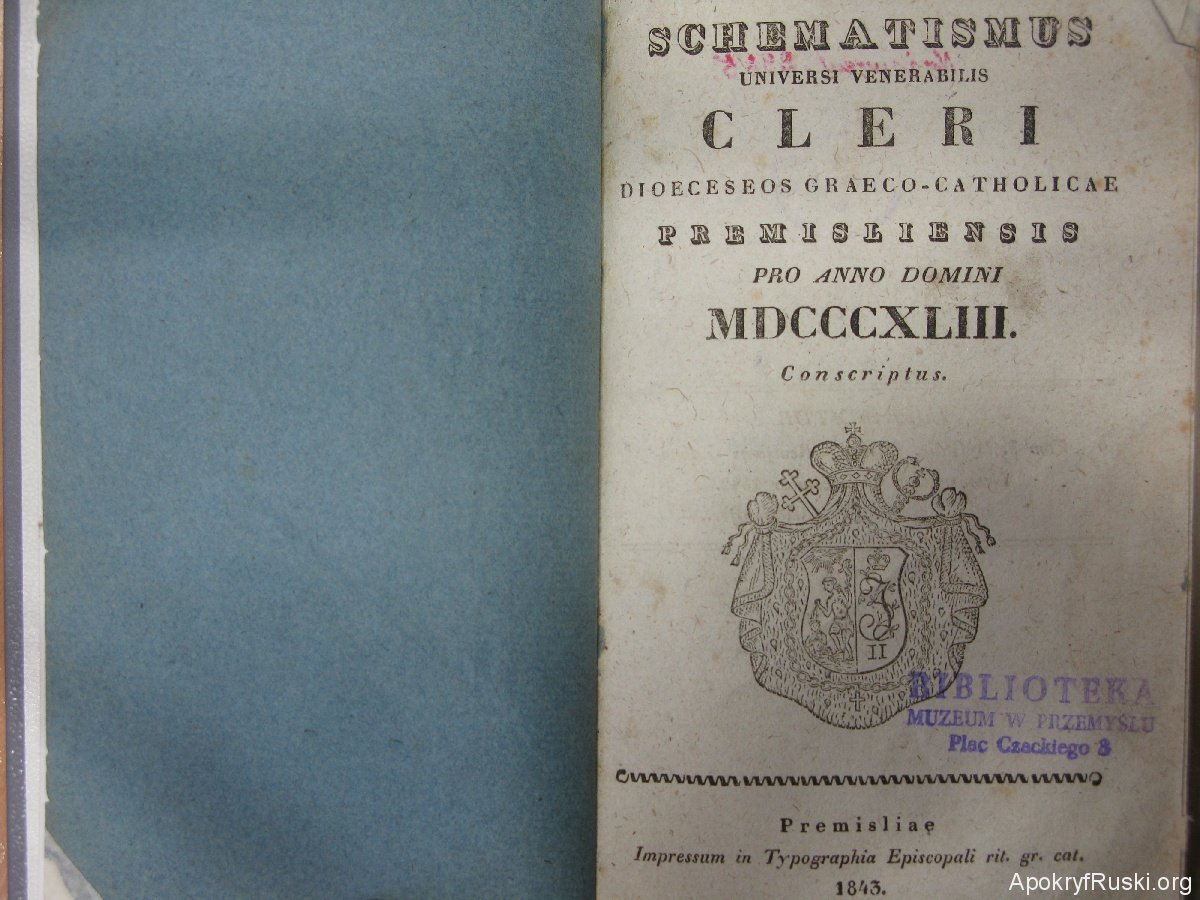 SCHEMATISMUS
UNIVERSI VENERABILIS
CLERI
DIOECESEOS GRAECO-CATHOLICAE
PREMISLIENSIS
PRO ANNO DOMINI
MDCCCXLIII.
Conscriptus.
II
BIBLIOTEKA
MUZEUM W PRZEMYŚLU
Plac Czackiego 3
Premisliae
Impressum in Typographia Episcopali rit. gr. cat.
1843.
ApokryfRuski.org